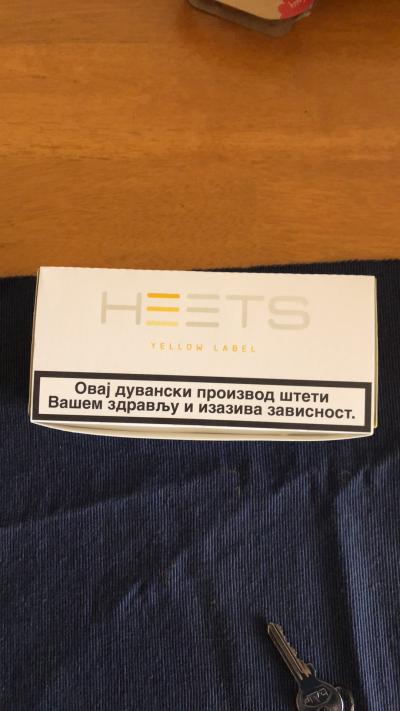 HEETS
YELLOW LABEL
Овај дувански производ штети
Вашем здрављу и изазива зависност.